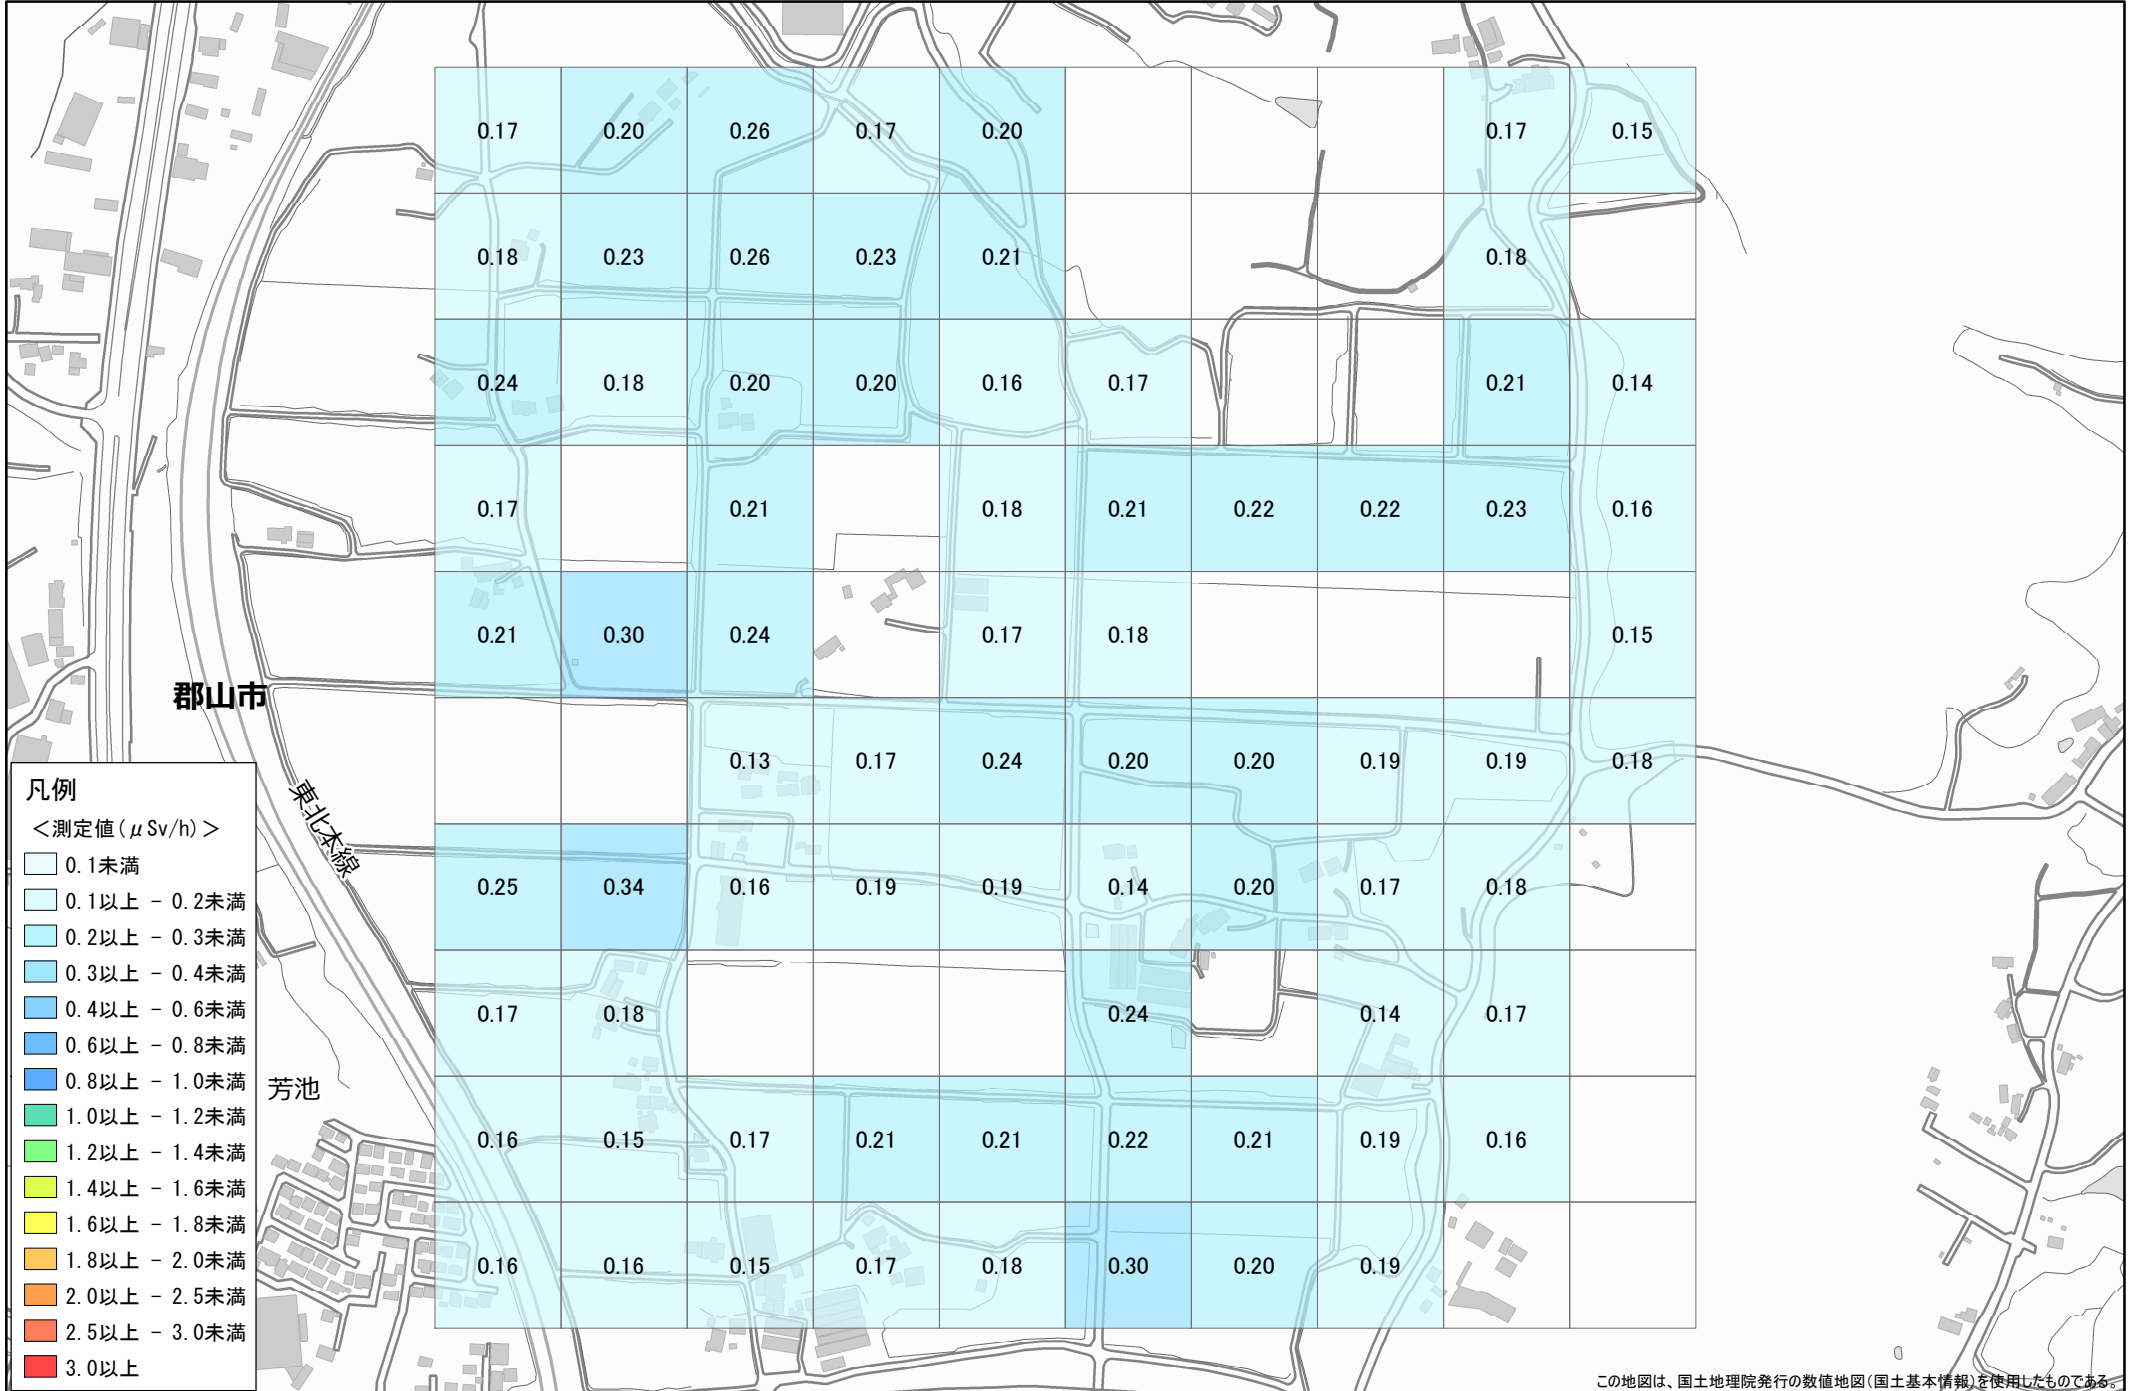 0.17 0.20 0.26 0.17 0.20 0.17 0.15
0.18 0.23 0.26 0.23 0.21 0.18
0.24 0.18 0.20 0.20 0.16 0.17 0.21 0.14
0.17 0.21 0.18 0.21 0.22 0.22 0.23 0.16
0.21 0.30 0.24 0.17 0.18 0.15
郡山市
0.13 0.17 0.24 0.20 0.20 0.19 0.19 0.18
東北本線
0.25 0.34 0.16 0.19 0.19 0.14 0.20 0.17 0.18
0.17 0.18 0.24 0.14 0.17
芳池
0.16 0.15 0.17 0.21 0.21 0.22 0.21 0.19 0.16
0.16 0.16 0.15 0.17 0.18 0.30 0.20 0.19
凡例
＜測定値(μSv/h)＞
0.1未満
0.1以上 － 0.2未満
0.2以上 － 0.3未満
0.3以上 － 0.4未満
0.4以上 － 0.6未満
0.6以上 － 0.8未満
0.8以上 － 1.0未満
1.0以上 － 1.2未満
1.2以上 － 1.4未満
1.4以上 － 1.6未満
1.6以上 － 1.8未満
1.8以上 － 2.0未満
2.0以上 － 2.5未満
2.5以上 － 3.0未満
3.0以上
この地図は、国土地理院発行の数値地図(国土基本情報)を使用したものである。